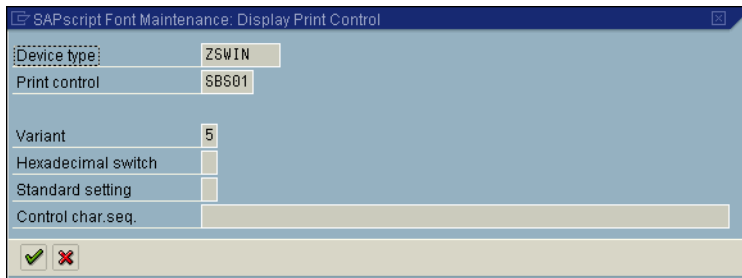 SAPscript Font Maintenance: Display Print Control
Device type ZSWIN
Print control SBS01
Variant 5
Hexadecimal switch
Standard setting
Control char.seq.